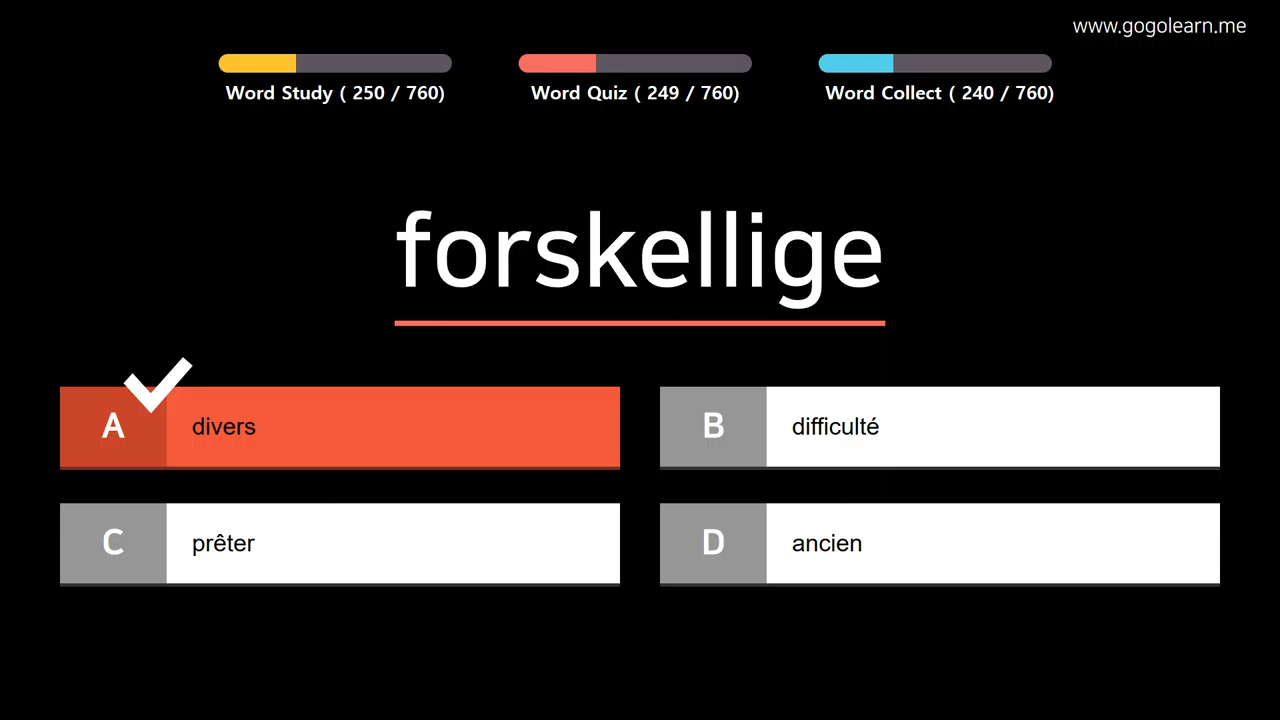 www.gogolearn.me
Word Study ( 250 / 760)
Word Quiz ( 249 / 760)
Word Collect ( 240 / 760)
forskellige
A divers
B difficulté
C prêter
D ancien